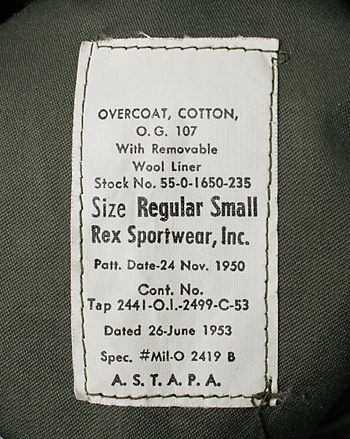 OVERCOAT, COTTON,
O.G. 107
With Removable
Wool Liner
Stock No. 55-0-1650-235
Size Regular Small
Rex Sportwear, Inc.
Patt. Date-24 Nov. 1950
Cont. No.
Tap 2441-O.I.-2499-C-53
Dated 26-June 1953
Spec. #Mil-O 2419 B
A.S.T.A.P.A.